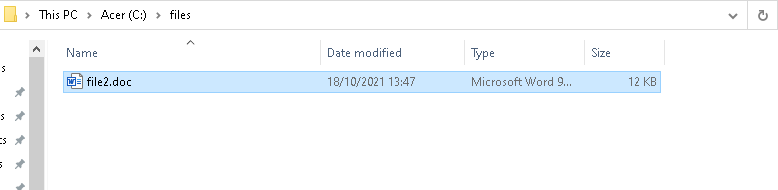 This PC > Acer (C:) > files
Name Date modified Type Size
file2.doc 18/10/2021 13:47 Microsoft Word 9... 12 KB
s
s
cs
s